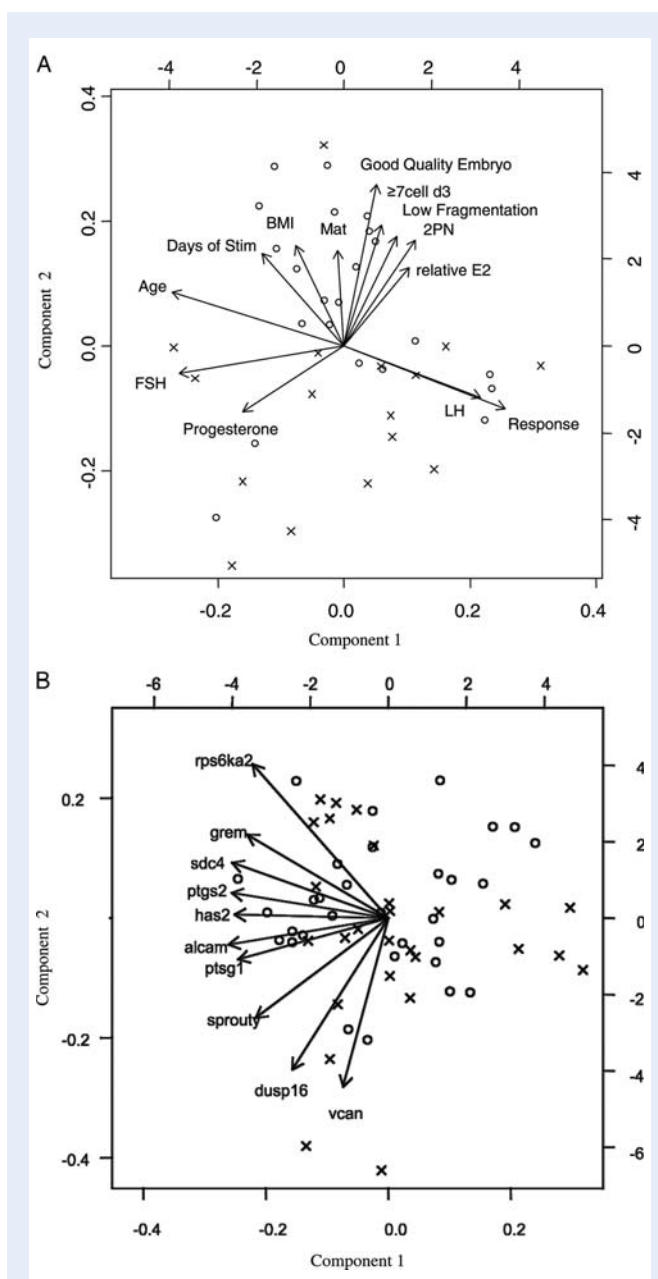 A
-4 -2 0 2 4
0.4
Good Quality Embryo
≥7cell d3
4
0.2
BMI
Mat
Low Fragmentation
2PN
Days of Stim
2
relative E2
Age
Component 2
0.0
0
FSH
LH
Response
Progesterone
-2
-0.2
-4
-0.2 0.0 0.2 0.4
Component 1
B
-6 -4 -2 0 2 4
rps6ka2
4
0.2
grem
2
sdc4
ptgs2
has2
0
alcam
ptsg1
Component 2
sprouty
-2
-0.2
dusp16
-4
vcan
-0.4
-6
-0.4 -0.2 0.0 0.2
Component 1